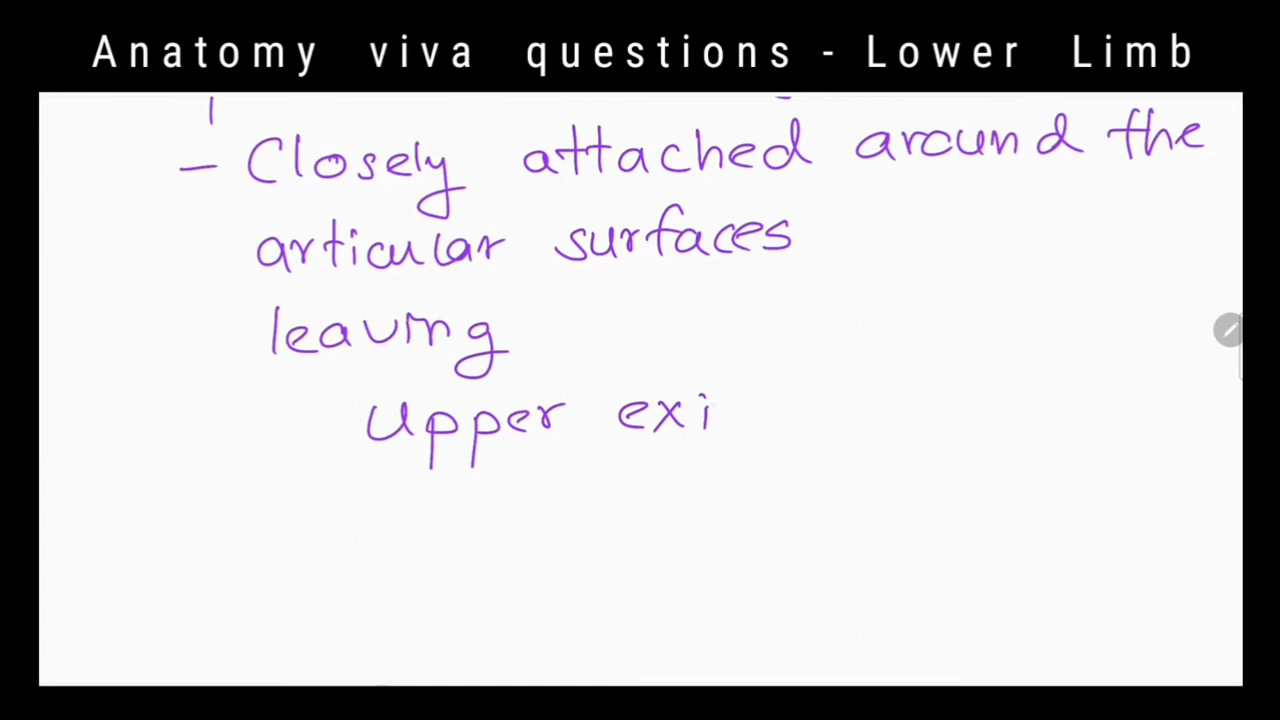 Anatomy viva questions - Lower Limb
- Closely attached around the
articular surfaces
leaving
Upper exi